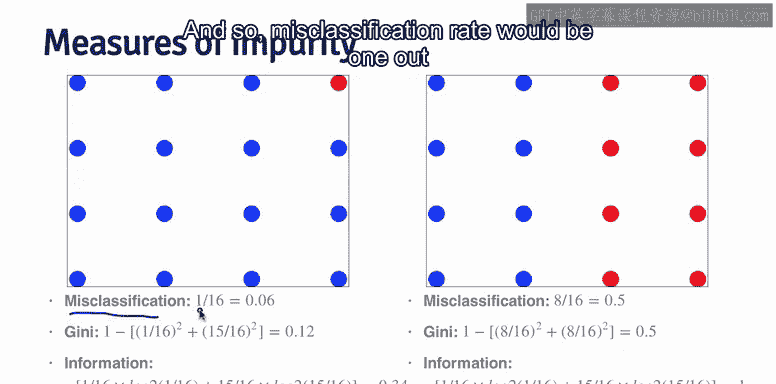 And so, misclassification rate would be
one out
Measures of Impurity
Misclassification: 1/16 = 0.06
Gini: 1 − [(1/16)² + (15/16)²] = 0.12
Information:
Misclassification: 8/16 = 0.5
Gini: 1 − [(8/16)² + (8/16)²] = 0.5
Information: